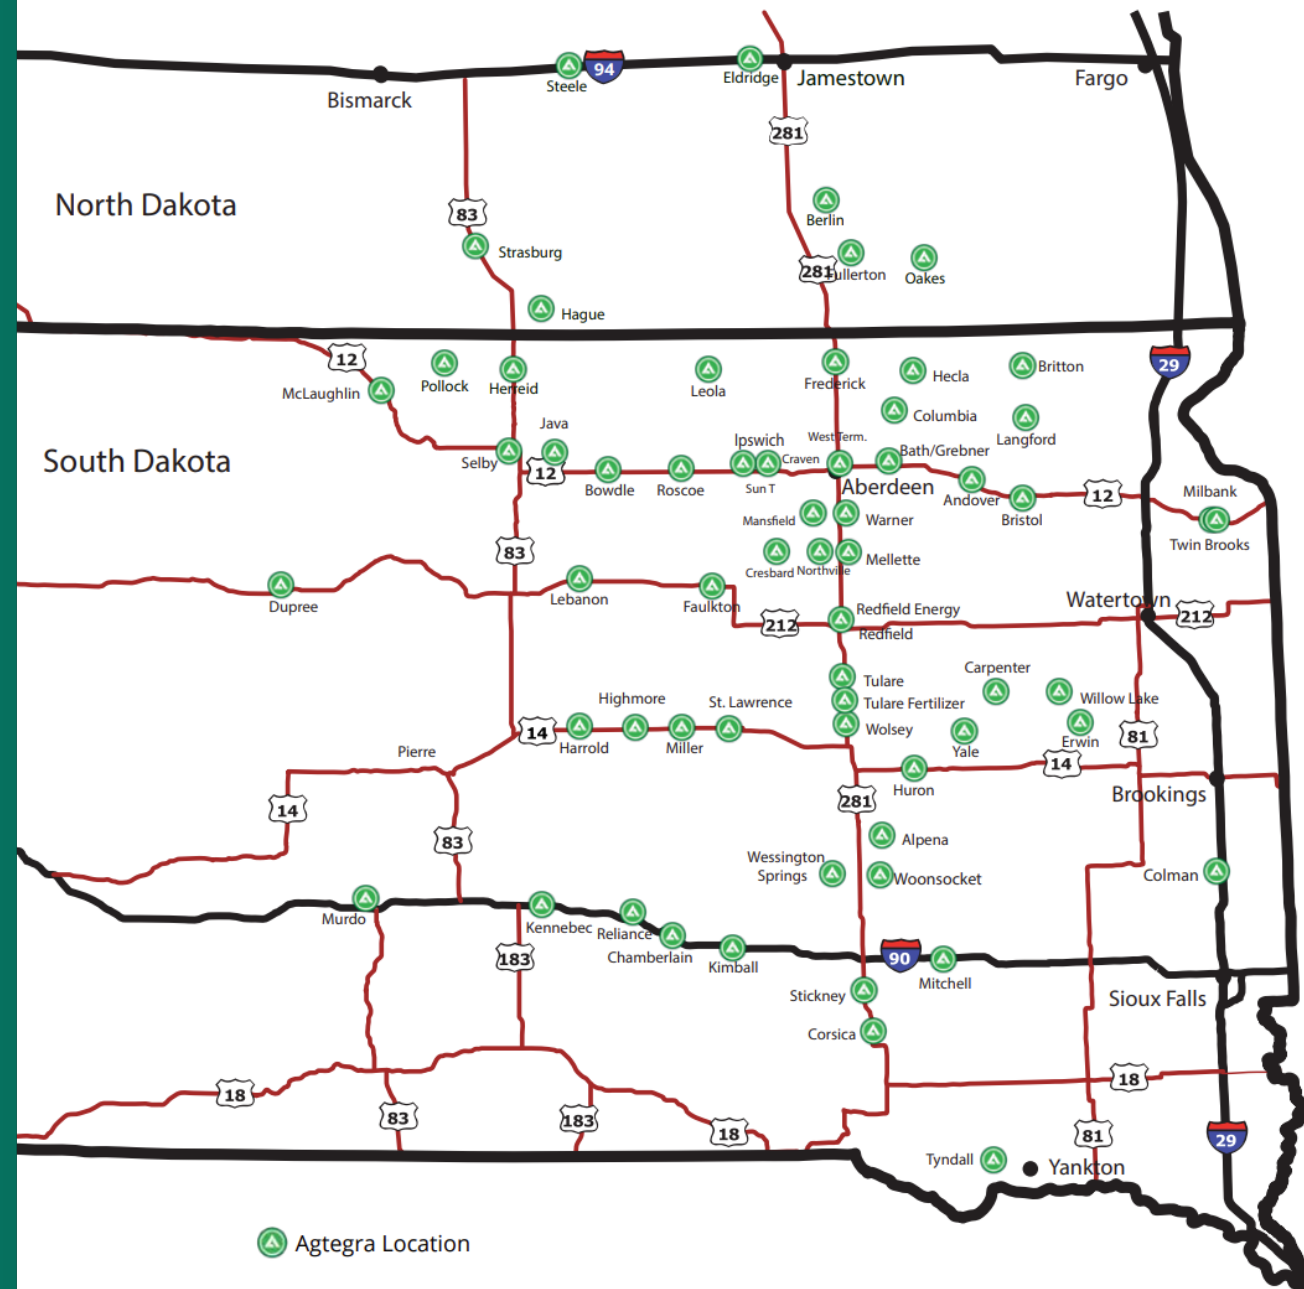 94
Steele
Eldridge
Jamestown
Fargo
Bismarck
281
North Dakota
83
Berlin
Strasburg
281
Fullerton
Oakes
Hague
12
29
Pollock
Herreid
Leola
Frederick
Hecla
Britton
McLaughlin
Columbia
Langford
Java
Ipswich
West Term.
Bath/Grebner
South Dakota
Selby
12
Craven
Bowdle
Roscoe
Sun T
Aberdeen
Andover
12
Milbank
Bristol
Mansfield
Warner
Twin Brooks
83
Cresbard
Northville
Mellette
Dupree
Lebanon
Faulkton
Watertown
Redfield Energy
212
212
Redfield
Carpenter
Tulare
Highmore
St. Lawrence
Tulare Fertilizer
Willow Lake
14
Wolsey
81
Pierre
Harrold
Miller
Yale
Erwin
14
Huron
Brookings
14
281
83
Alpena
Wessington
Springs
Woonsocket
Colman
Murdo
Kennebec
Reliance
Chamberlain
183
90
Kimball
Mitchell
Stickney
Sioux Falls
Corsica
18
18
83
183
18
81
29
Tyndall
Yankton
Agtegra Location